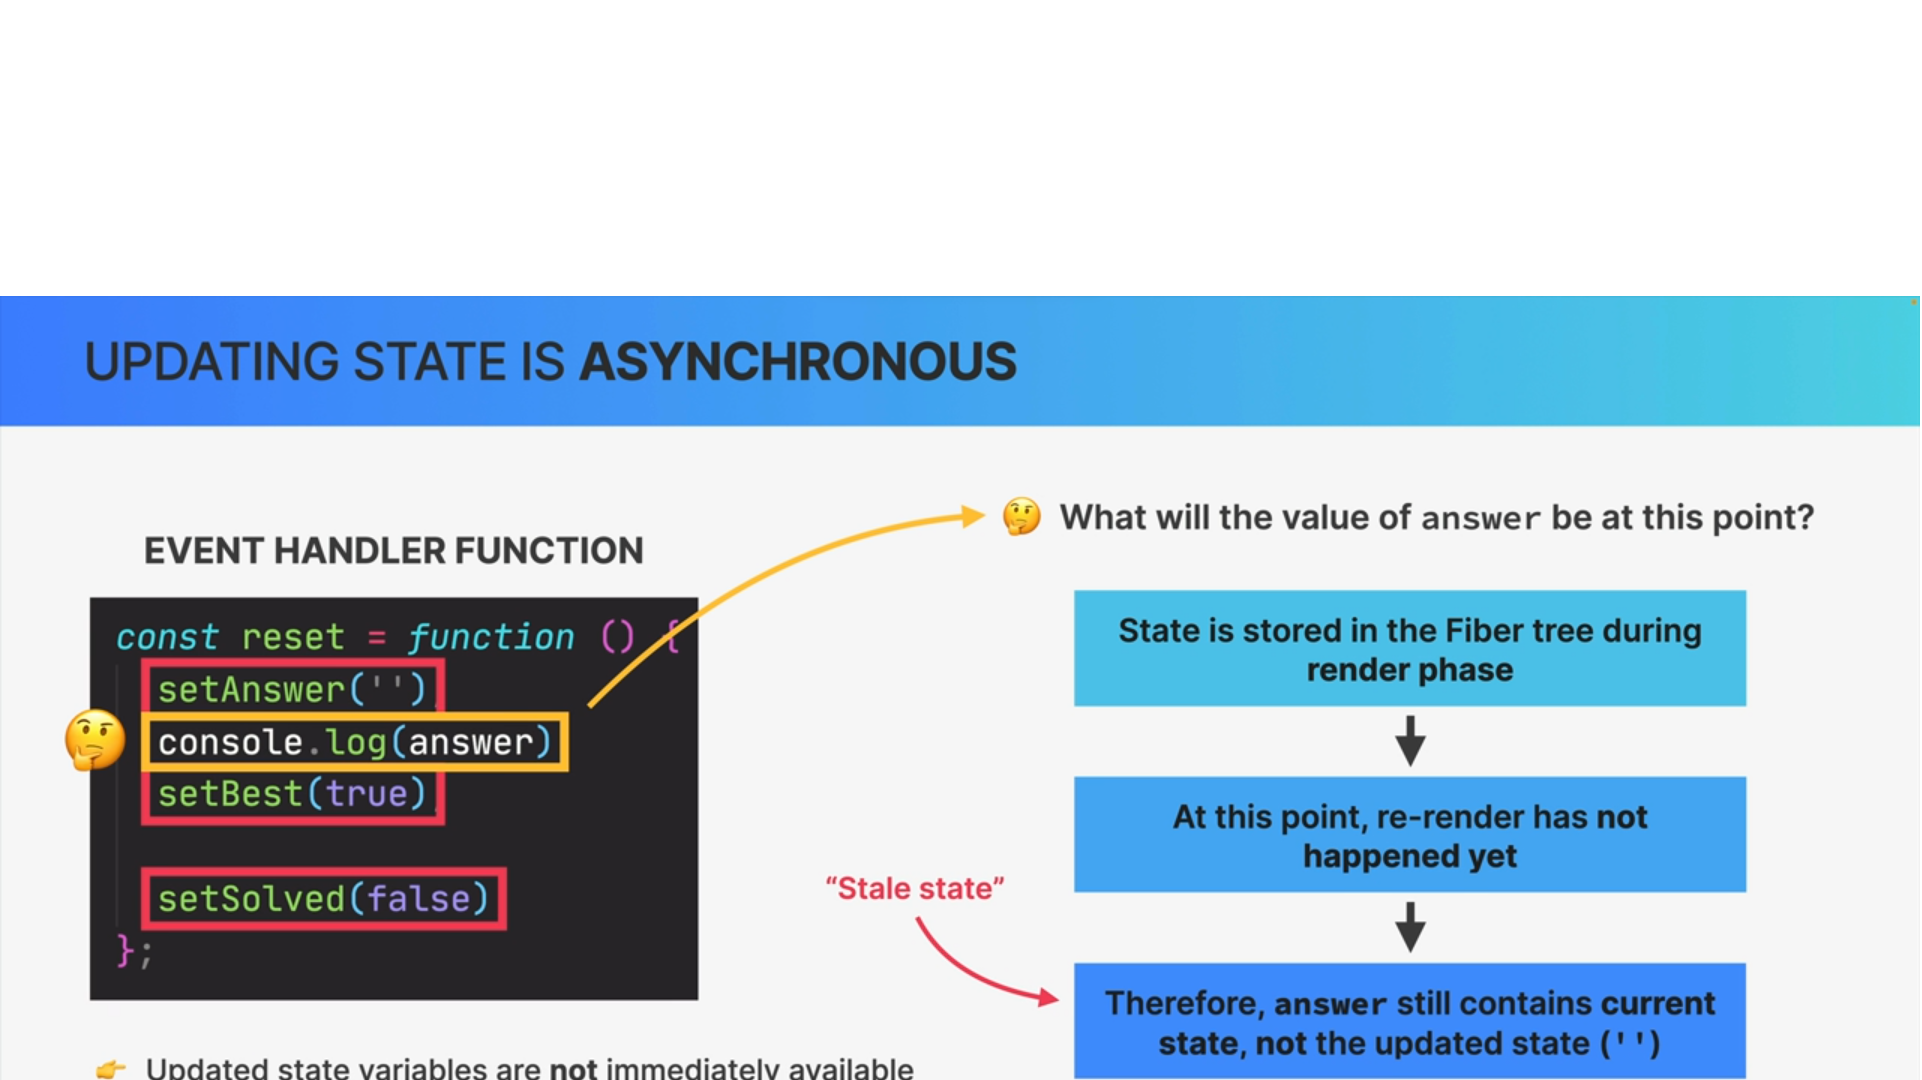 UPDATING STATE IS ASYNCHRONOUS
EVENT HANDLER FUNCTION
const reset = function () {
setAnswer('')
console.log(answer)
setBest(true)
setSolved(false)
};
👉 Updated state variables are not immediately available
🤔 What will the value of answer be at this point?
State is stored in the Fiber tree during
render phase
At this point, re-render has not
happened yet
“Stale state”
Therefore, answer still contains current
state, not the updated state ('')